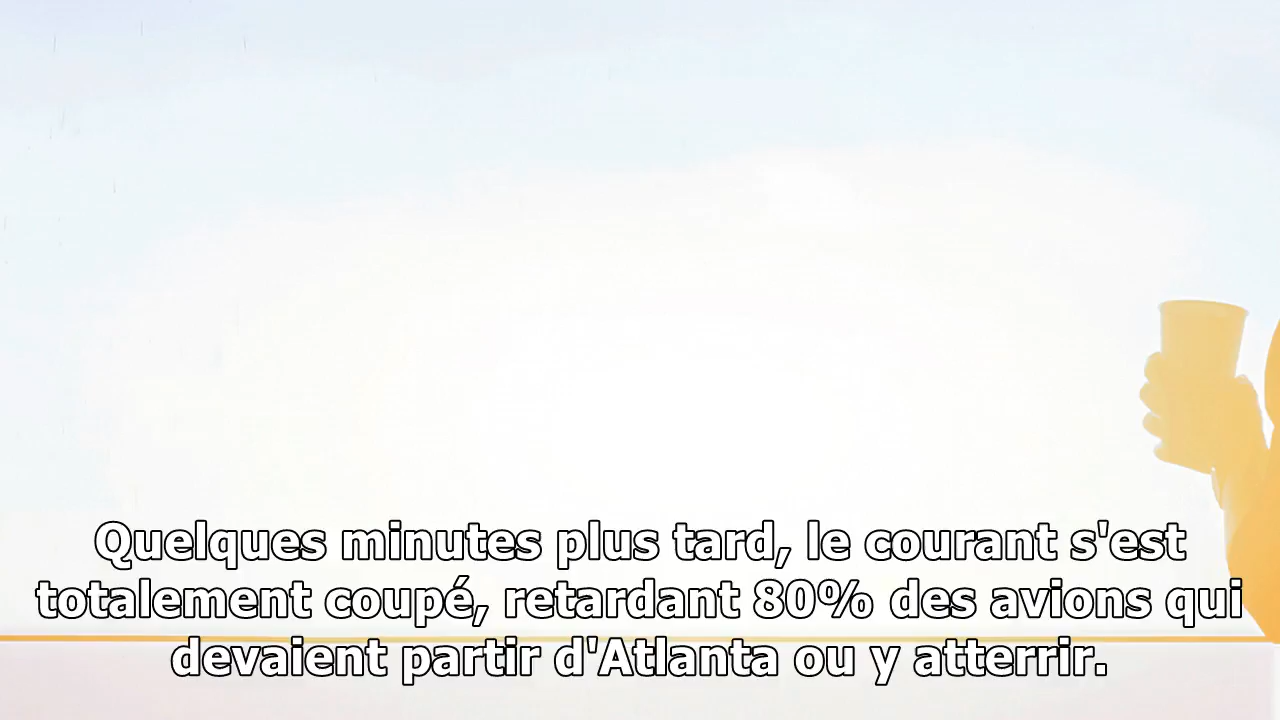 Quelques minutes plus tard, le courant s'est
totalement coupé, retardant 80% des avions qui
devaient partir d'Atlanta ou y atterrir.